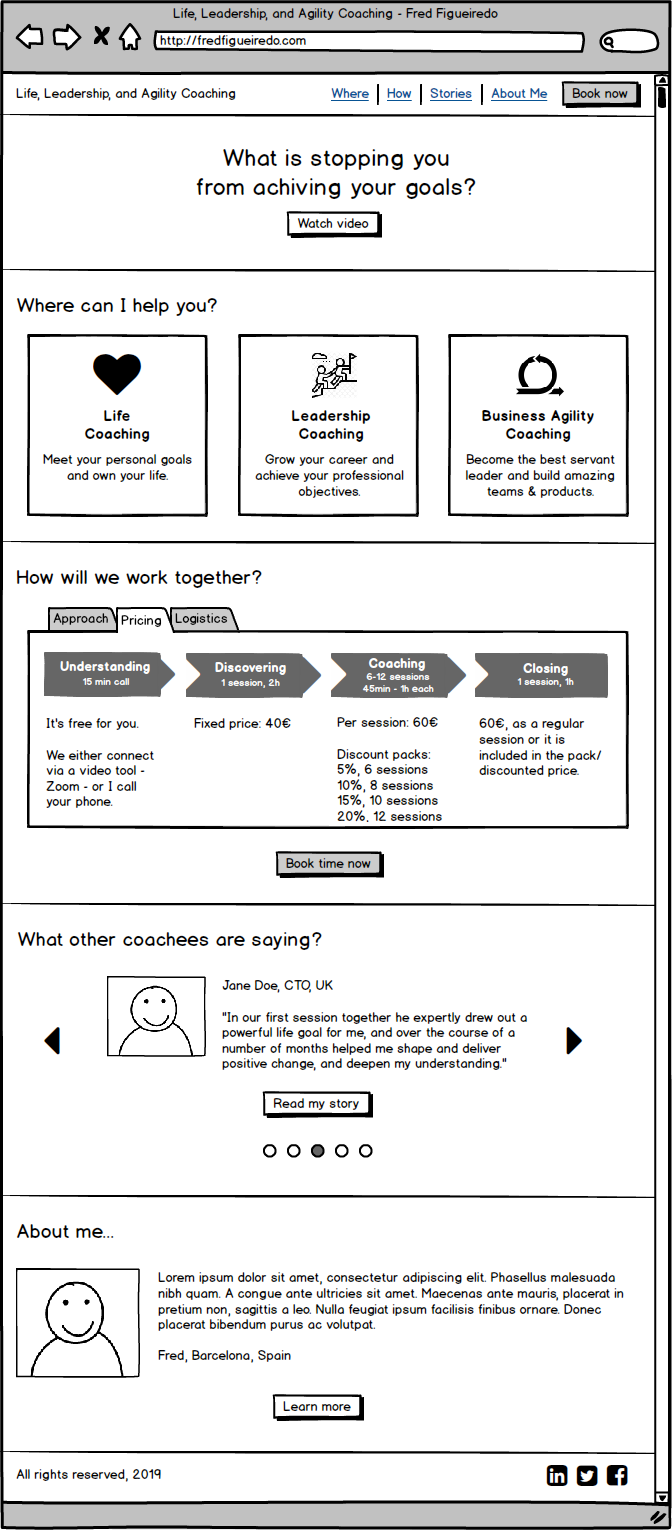 Life, Leadership, and Agility Coaching - Fred Figueiredo
http://fredfigueiredo.com
Life, Leadership, and Agility Coaching
Where
How
Stories
About Me
Book now
What is stopping you
from achiving your goals?
Watch video
Where can I help you?
Life
Coaching
Meet your personal goals
and own your life.
Leadership
Coaching
Grow your career and
achieve your professional
objectives.
Business Agility
Coaching
Become the best servant
leader and build amazing
teams & products.
How will we work together?
Approach
Pricing
Logistics
Understanding
15 min call
It's free for you.
We either connect
via a video tool -
Zoom - or I call
your phone.
Discovering
1 session, 2h
Fixed price: 40€
Coaching
6-12 sessions
45min - 1h each
Per session: 60€
Discount packs:
5%, 6 sessions
10%, 8 sessions
15%, 10 sessions
20%, 12 sessions
Closing
1 session, 1h
60€, as a regular
session or it is
included in the pack/
discounted price.
Book time now
What other coachees are saying?
Jane Doe, CTO, UK
"In our first session together he expertly drew out a
powerful life goal for me, and over the course of a
number of months helped me shape and deliver
positive change, and deepen my understanding."
Read my story
About me...
Lorem ipsum dolor sit amet, consectetur adipiscing elit. Phasellus malesuada
nibh quam. A congue ante ultricies sit amet. Maecenas ante mauris, placerat in
pretium non, sagittis a leo. Nulla feugiat ipsum facilisis finibus ornare. Donec
placerat bibendum purus ac volutpat.
Fred, Barcelona, Spain
Learn more
All rights reserved, 2019